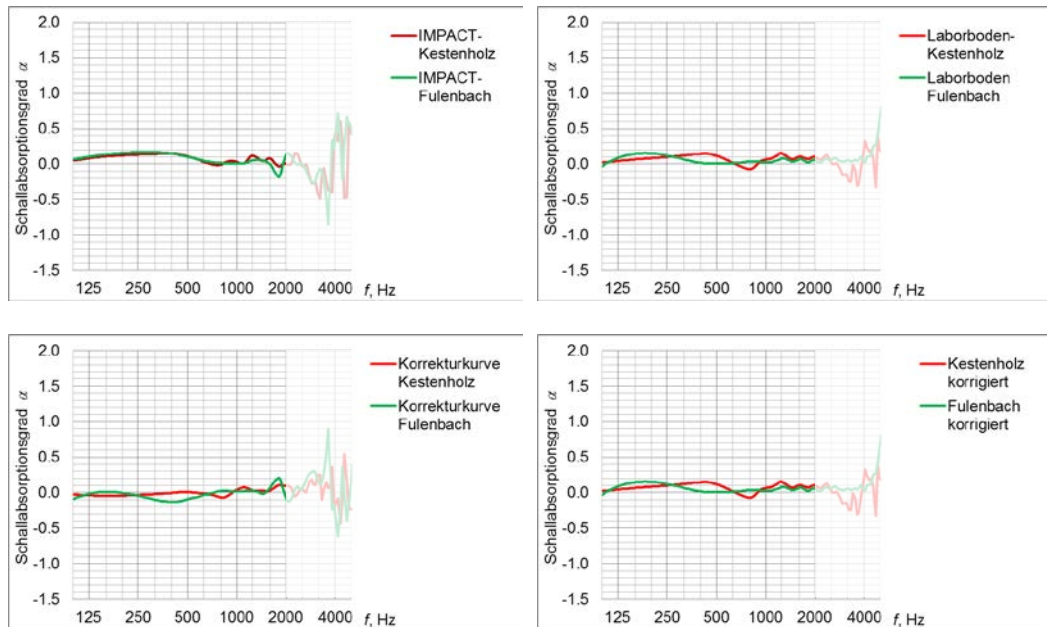 2.0
1.5
1.0
0.5
0.0
-0.5
-1.0
-1.5
Schallabsorptionsgrad α
125 250 500 1000 2000 4000 f, Hz
IMPACT-
Kestenholz
IMPACT-
Fulenbach
2.0
1.5
1.0
0.5
0.0
-0.5
-1.0
-1.5
Schallabsorptionsgrad α
125 250 500 1000 2000 4000 f, Hz
Laborboden-
Kestenholz
Laborboden
Fulenbach
2.0
1.5
1.0
0.5
0.0
-0.5
-1.0
-1.5
Schallabsorptionsgrad α
125 250 500 1000 2000 4000 f, Hz
Korrekturkurve
Kestenholz
Korrekturkurve
Fulenbach
2.0
1.5
1.0
0.5
0.0
-0.5
-1.0
-1.5
Schallabsorptionsgrad α
125 250 500 1000 2000 4000 f, Hz
Kestenholz
korrigiert
Fulenbach
korrigiert